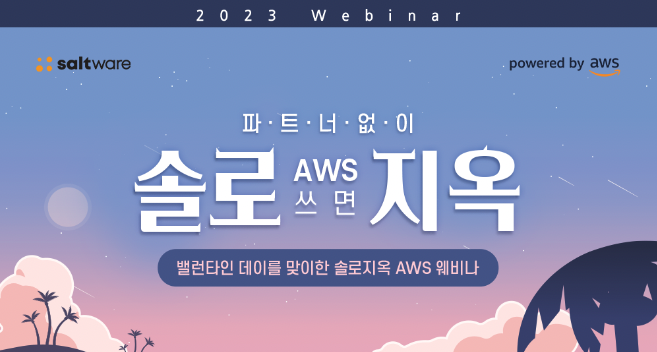 2023 Webinar
saltware
powered by aws
파·트·너·없·이
솔로 AWS 쓰면 지옥
밸런타인 데이를 맞이한 솔로지옥 AWS 웨비나